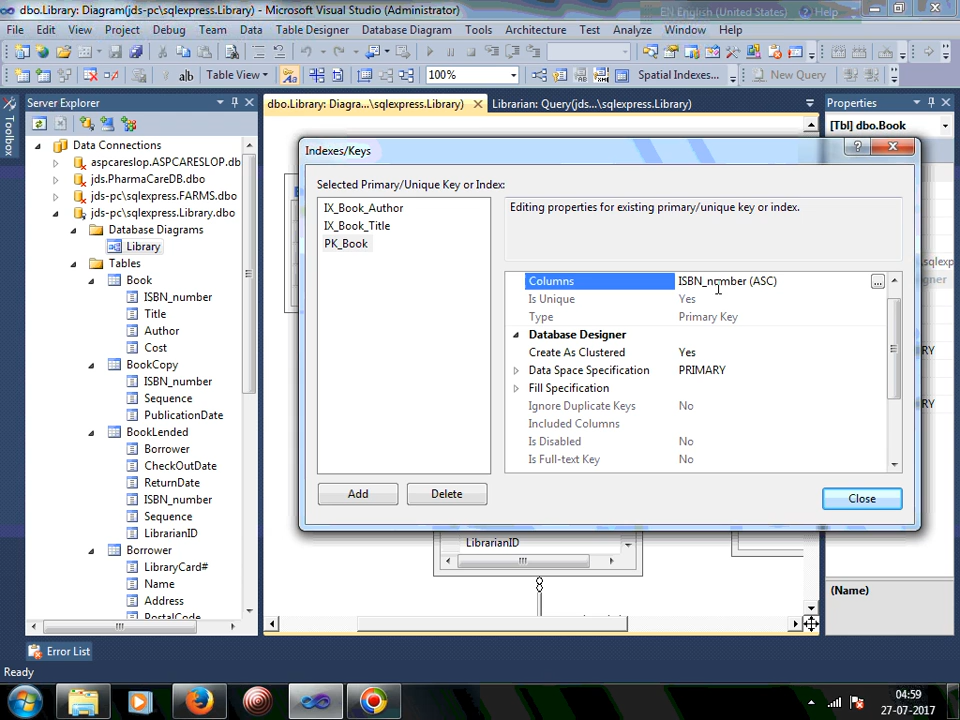 dbo.Library: Diagram(jds-pc\sqlexpress.Library) - Microsoft Visual Studio (Administrator)
EN English (United States)
Help
File Edit View Project Debug Team Data Table Designer Database Diagram Tools Architecture Test Analyze Window Help
Table View 100% Spatial Indexes... New Query
Toolbox
Server Explorer
Data Connections
aspcareslop.ASPCARESLOP.db
jds.PharmaCareDB.dbo
jds-pc\sqlexpress.FARMS.dbo
jds-pc\sqlexpress.Library.dbo
Database Diagrams
Library
Tables
Book
ISBN_number
Title
Author
Cost
BookCopy
ISBN_number
Sequence
PublicationDate
BookLended
Borrower
CheckOutDate
ReturnDate
ISBN_number
Sequence
LibrarianID
Borrower
LibraryCard#
Name
Address
PostalCode
dbo.Library: Diagra...\sqlexpress.Library)
Librarian: Query(jds...\sqlexpress.Library)
Indexes/Keys
Selected Primary/Unique Key or Index:
IX_Book_Author
IX_Book_Title
PK_Book
Add
Delete
Editing properties for existing primary/unique key or index.
Columns ISBN_number (ASC)
Is Unique Yes
Type Primary Key
Database Designer
Create As Clustered Yes
Data Space Specification PRIMARY
Fill Specification
Ignore Duplicate Keys No
Included Columns
Is Disabled No
Is Full-text Key No
Close
LibrarianID
Properties
[Tbl] dbo.Book
(Name)
Error List
Ready
04:59
27-07-2017